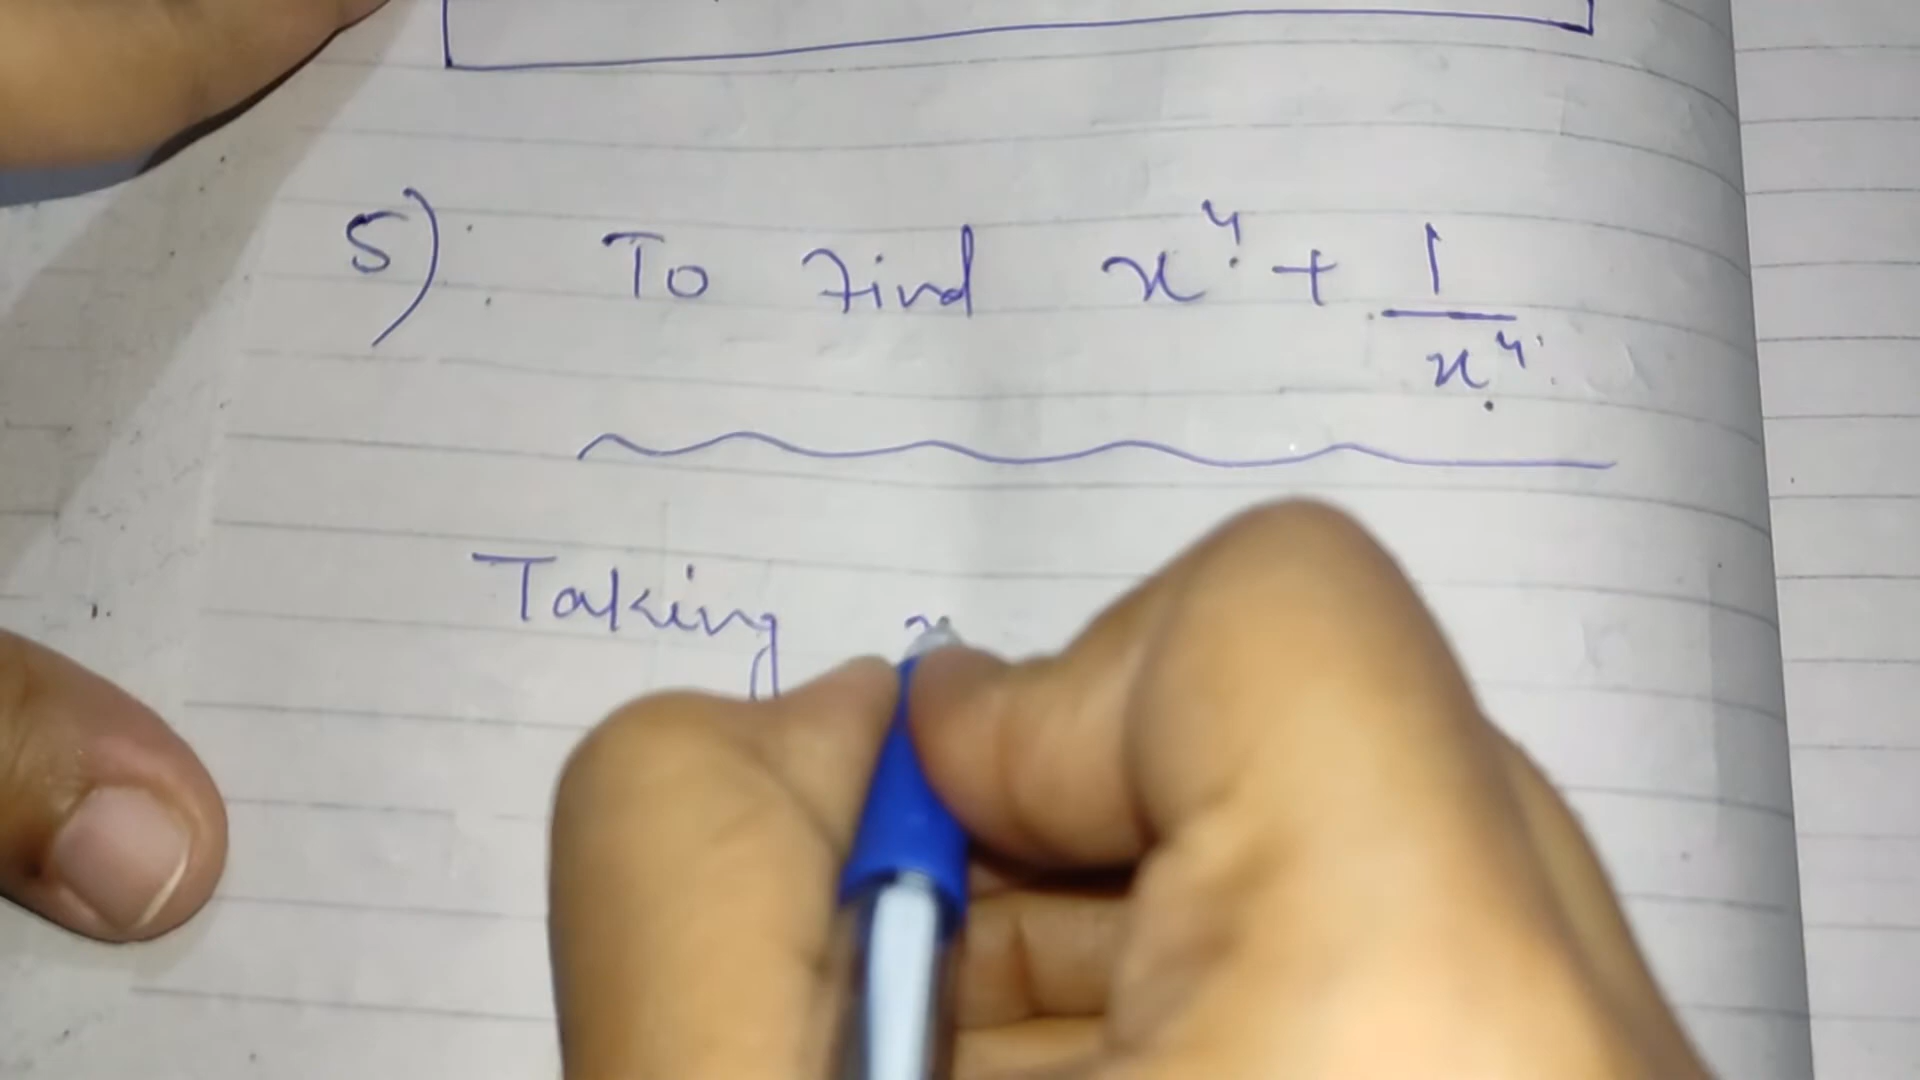 5) To find x⁴ + 1/x⁴
Taking x